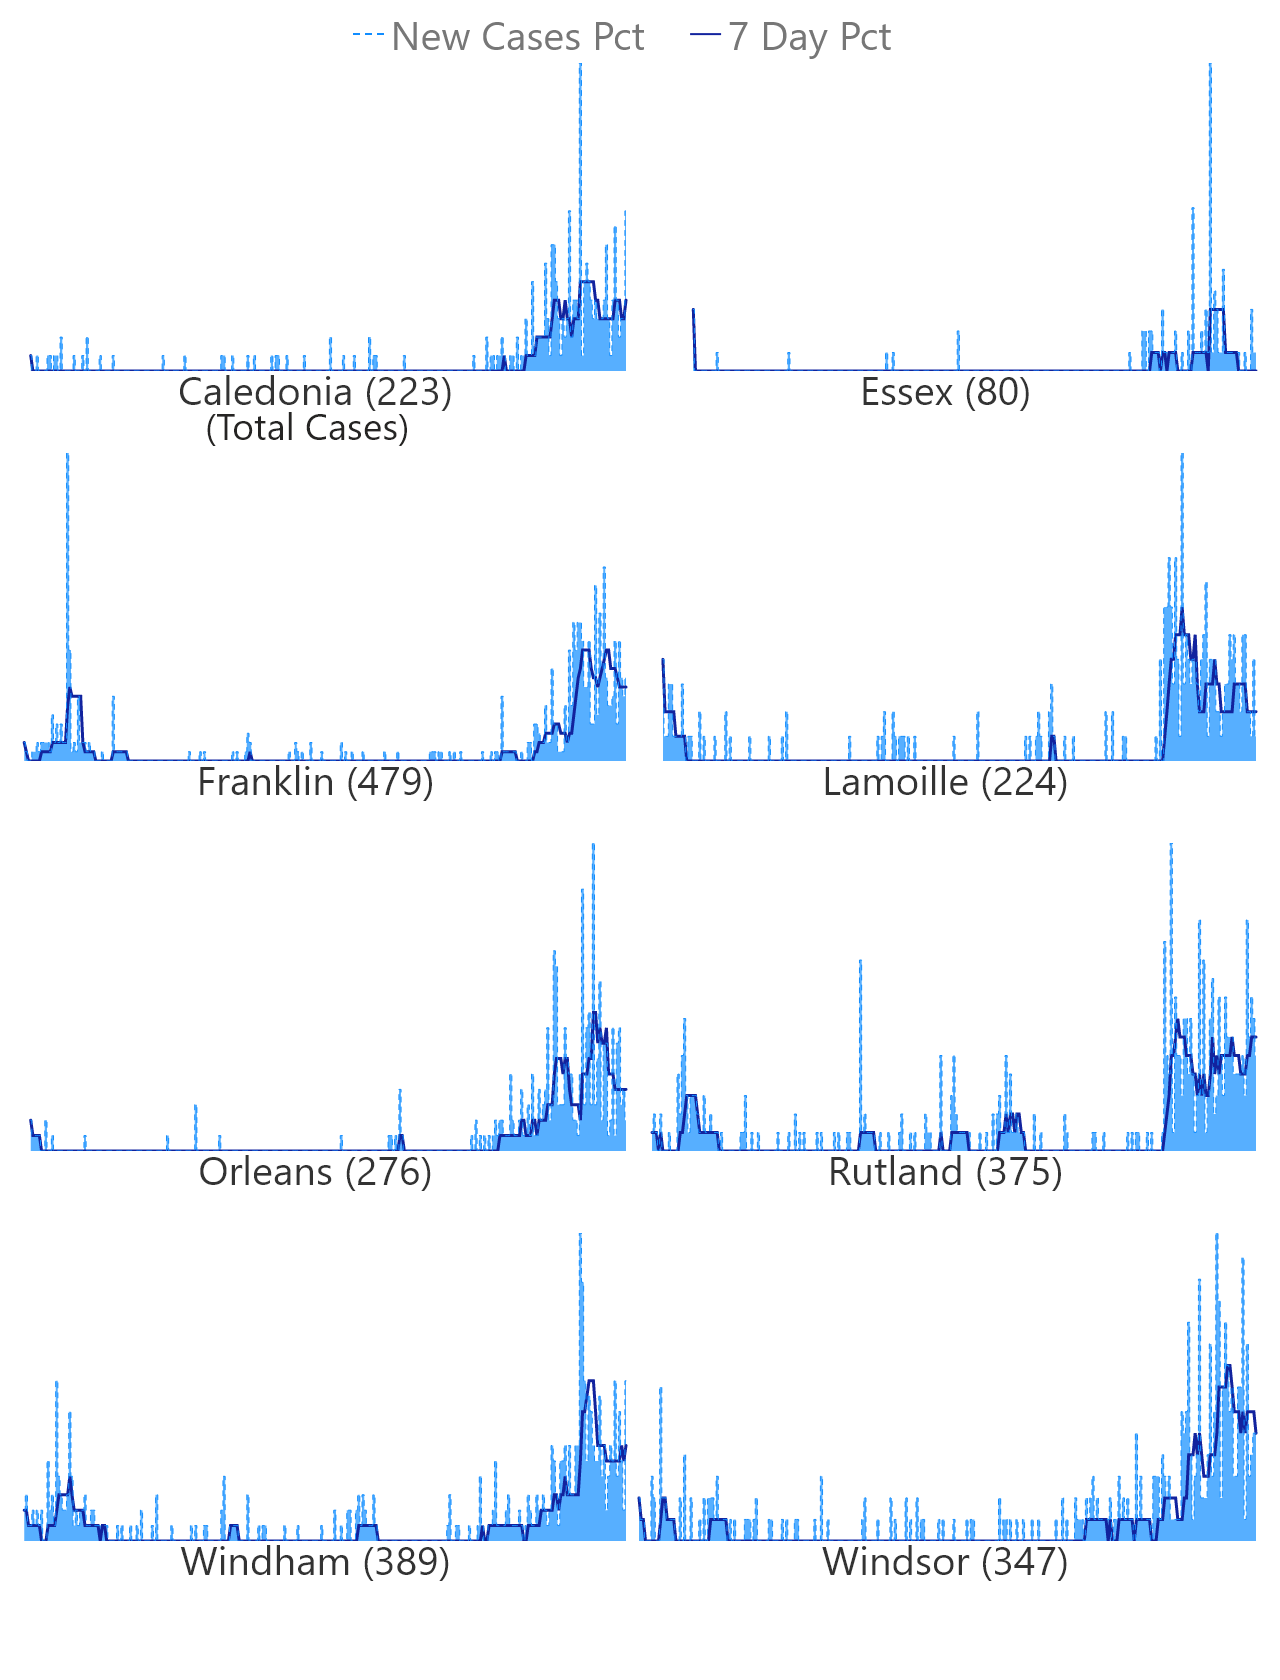 New Cases Pct 7 Day Pct
Caledonia (223) Essex (80)
(Total Cases)
Franklin (479) Lamoille (224)
Orleans (276) Rutland (375)
Windham (389) Windsor (347)